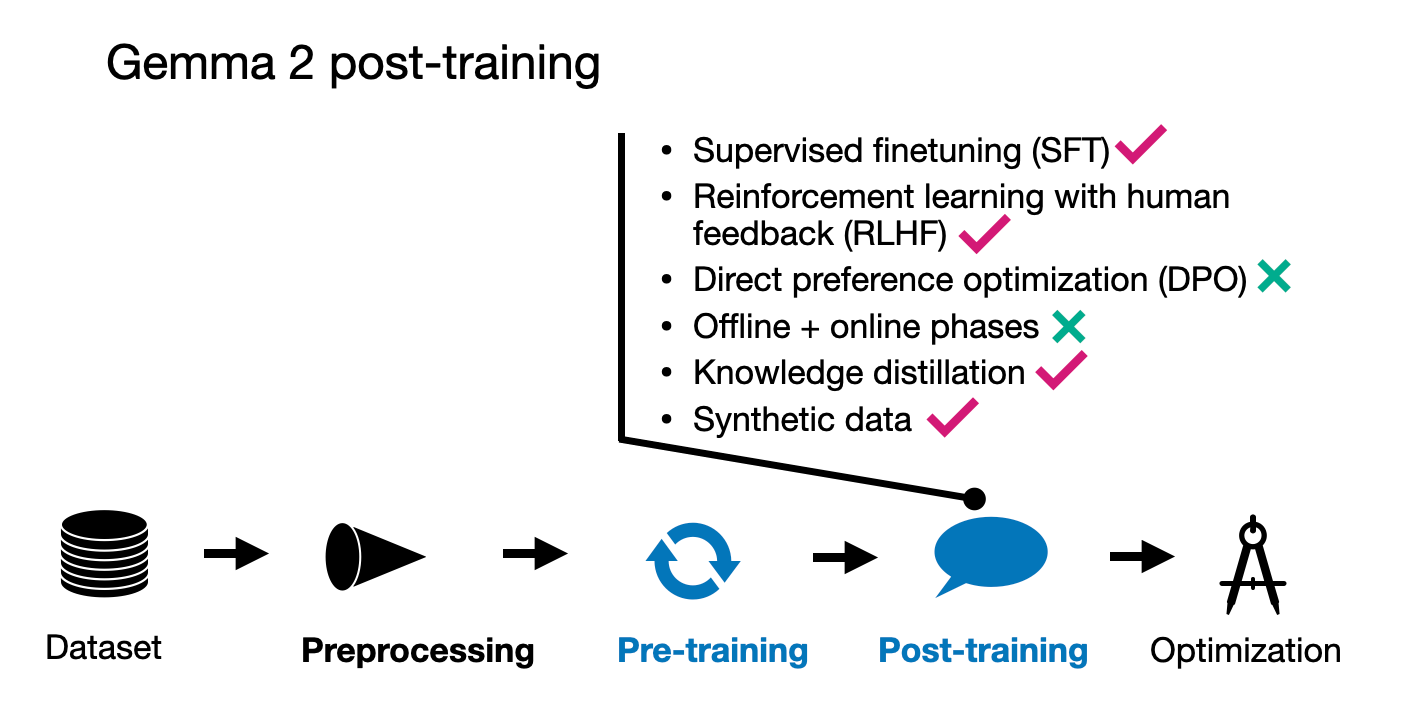 Gemma 2 post-training
• Supervised finetuning (SFT)
• Reinforcement learning with human
feedback (RLHF)
• Direct preference optimization (DPO)
• Offline + online phases
• Knowledge distillation
• Synthetic data
Dataset
Preprocessing
Pre-training
Post-training
Optimization